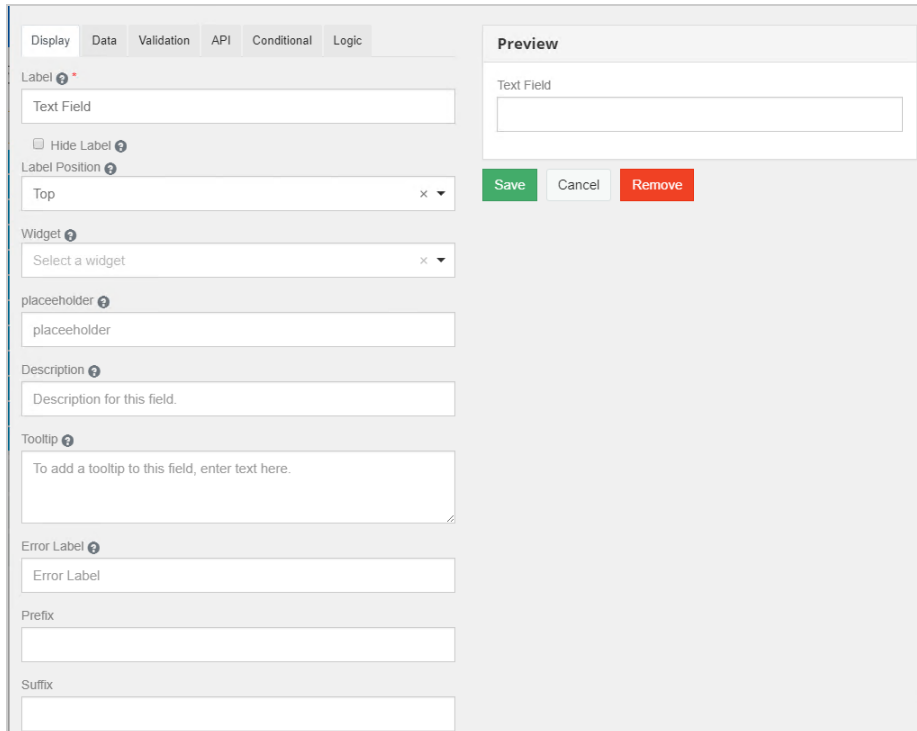 Display Data Validation API Conditional Logic
Label *
Text Field
Hide Label
Label Position
Top
Widget
Select a widget
placeeholder
placeeholder
Description
Description for this field.
Tooltip
To add a tooltip to this field, enter text here.
Error Label
Error Label
Prefix
Suffix
Preview
Text Field
Save Cancel Remove